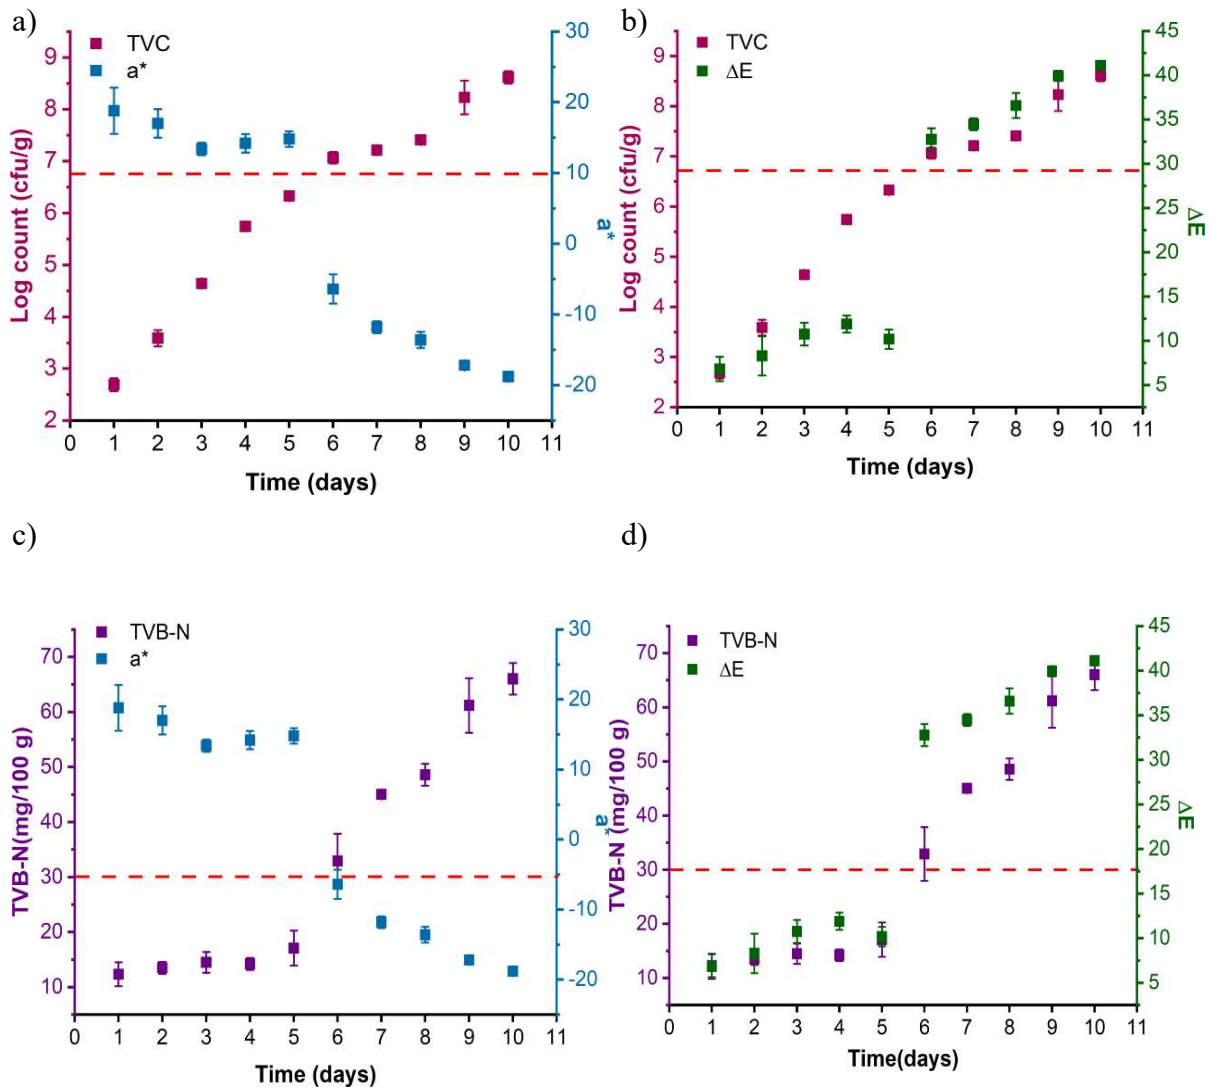 a)
TVC
a*
Log count (cfu/g)
9
8
7
6
5
4
3
2
30
20
10
0
-10
-20
a*
0 1 2 3 4 5 6 7 8 9 10 11
Time (days)
b)
TVC
ΔE
Log count (cfu/g)
9
8
7
6
5
4
3
2
45
40
35
30
25
20
15
10
5
ΔE
0 1 2 3 4 5 6 7 8 9 10 11
Time (days)
c)
TVB-N
a*
TVB-N(mg/100 g)
70
60
50
40
30
20
10
30
20
10
0
-10
-20
a*
0 1 2 3 4 5 6 7 8 9 10 11
Time (days)
d)
TVB-N
ΔE
TVB-N (mg/100 g)
70
60
50
40
30
20
10
45
40
35
30
25
20
15
10
5
ΔE
0 1 2 3 4 5 6 7 8 9 10 11
Time(days)